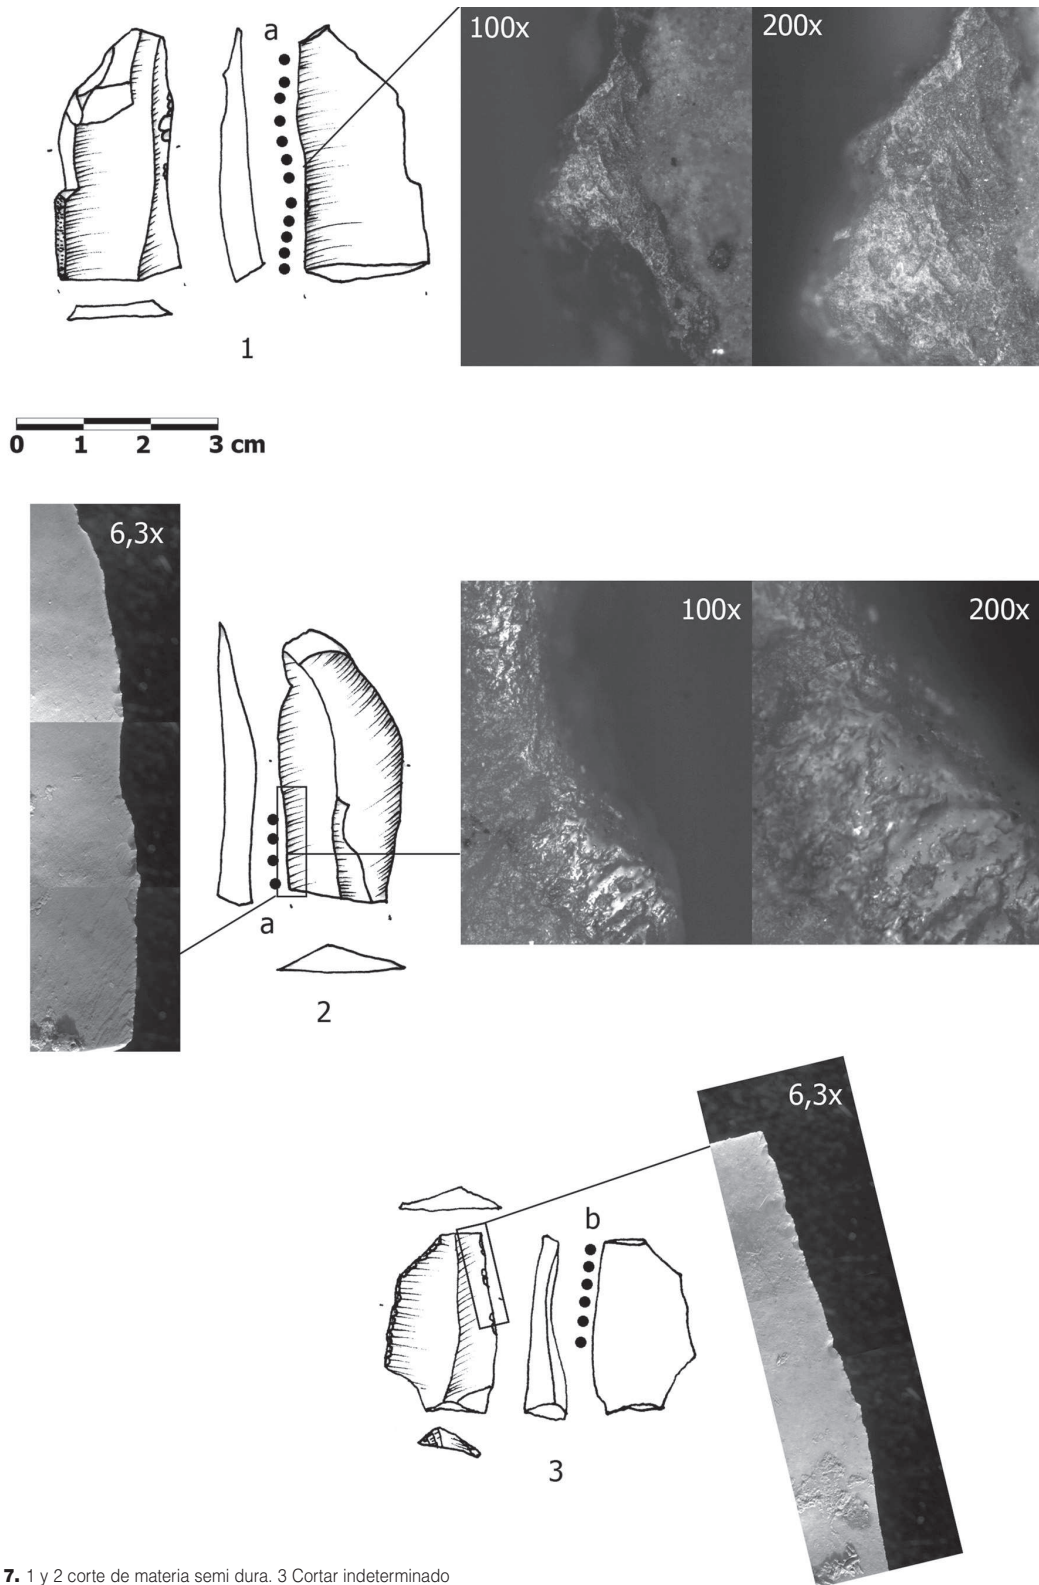 a
100x
200x
1
0 1 2 3 cm
6,3x
100x
200x
a
2
6,3x
b
3
7. 1 y 2 corte de materia semi dura. 3 Cortar indeterminado